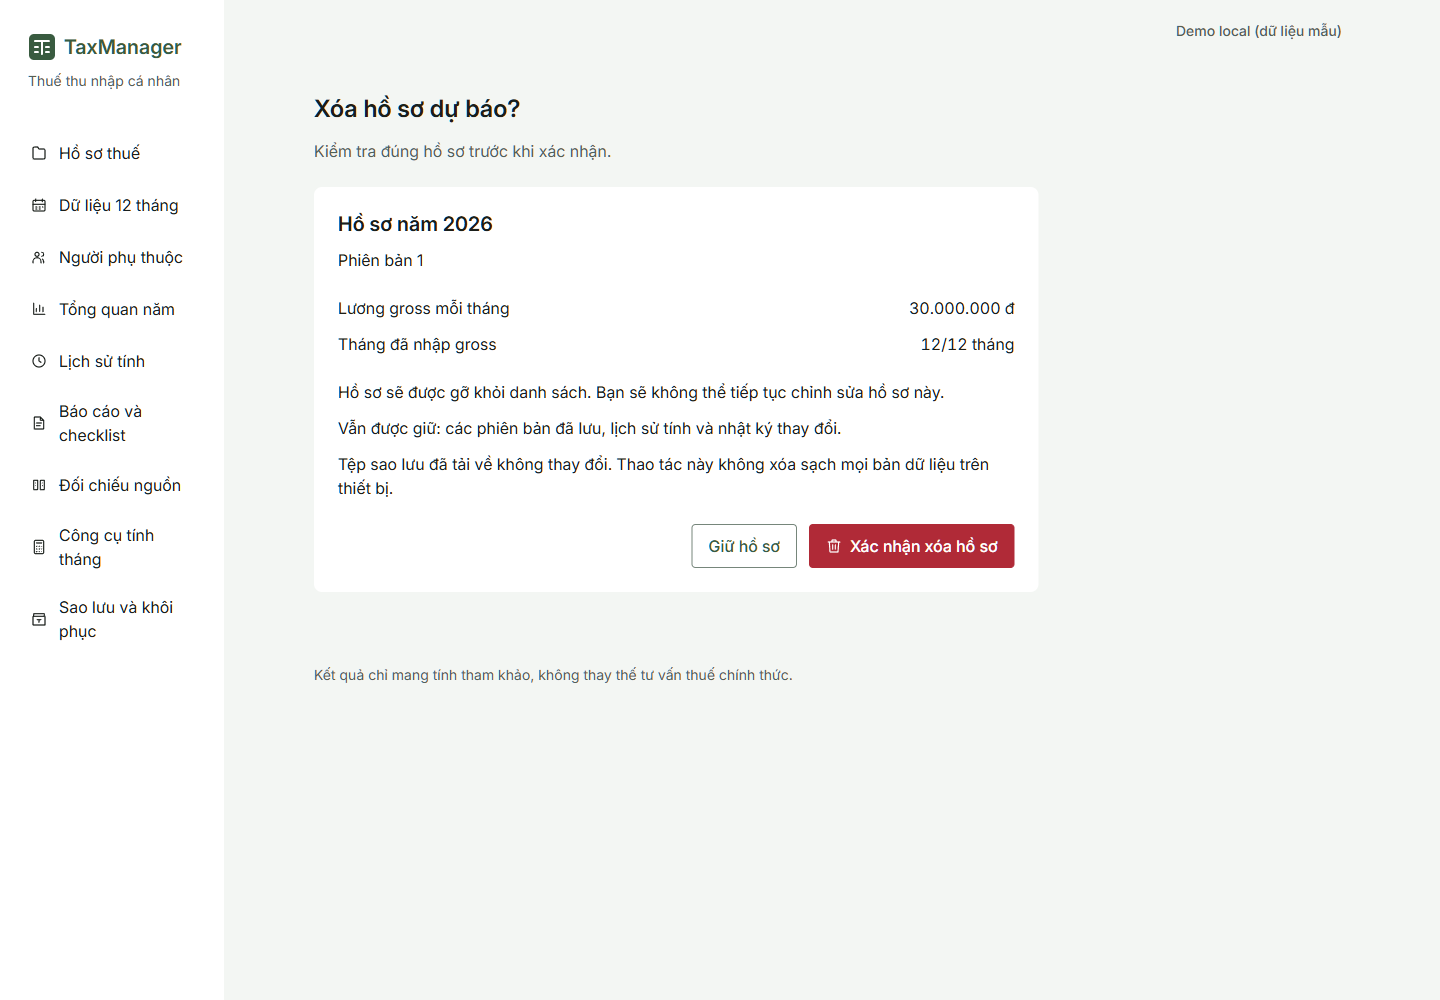 TaxManager
Thuế thu nhập cá nhân
Hồ sơ thuế
Dữ liệu 12 tháng
Người phụ thuộc
Tổng quan năm
Lịch sử tính
Báo cáo và
checklist
Đối chiếu nguồn
Công cụ tính
tháng
Sao lưu và khôi
phục
Demo local (dữ liệu mẫu)
Xóa hồ sơ dự báo?
Kiểm tra đúng hồ sơ trước khi xác nhận.
Hồ sơ năm 2026
Phiên bản 1
Lương gross mỗi tháng 30.000.000 đ
Tháng đã nhập gross 12/12 tháng
Hồ sơ sẽ được gỡ khỏi danh sách. Bạn sẽ không thể tiếp tục chỉnh sửa hồ sơ này.
Vẫn được giữ: các phiên bản đã lưu, lịch sử tính và nhật ký thay đổi.
Tệp sao lưu đã tải về không thay đổi. Thao tác này không xóa sạch mọi bản dữ liệu trên
thiết bị.
Giữ hồ sơ
Xác nhận xóa hồ sơ
Kết quả chỉ mang tính tham khảo, không thay thế tư vấn thuế chính thức.